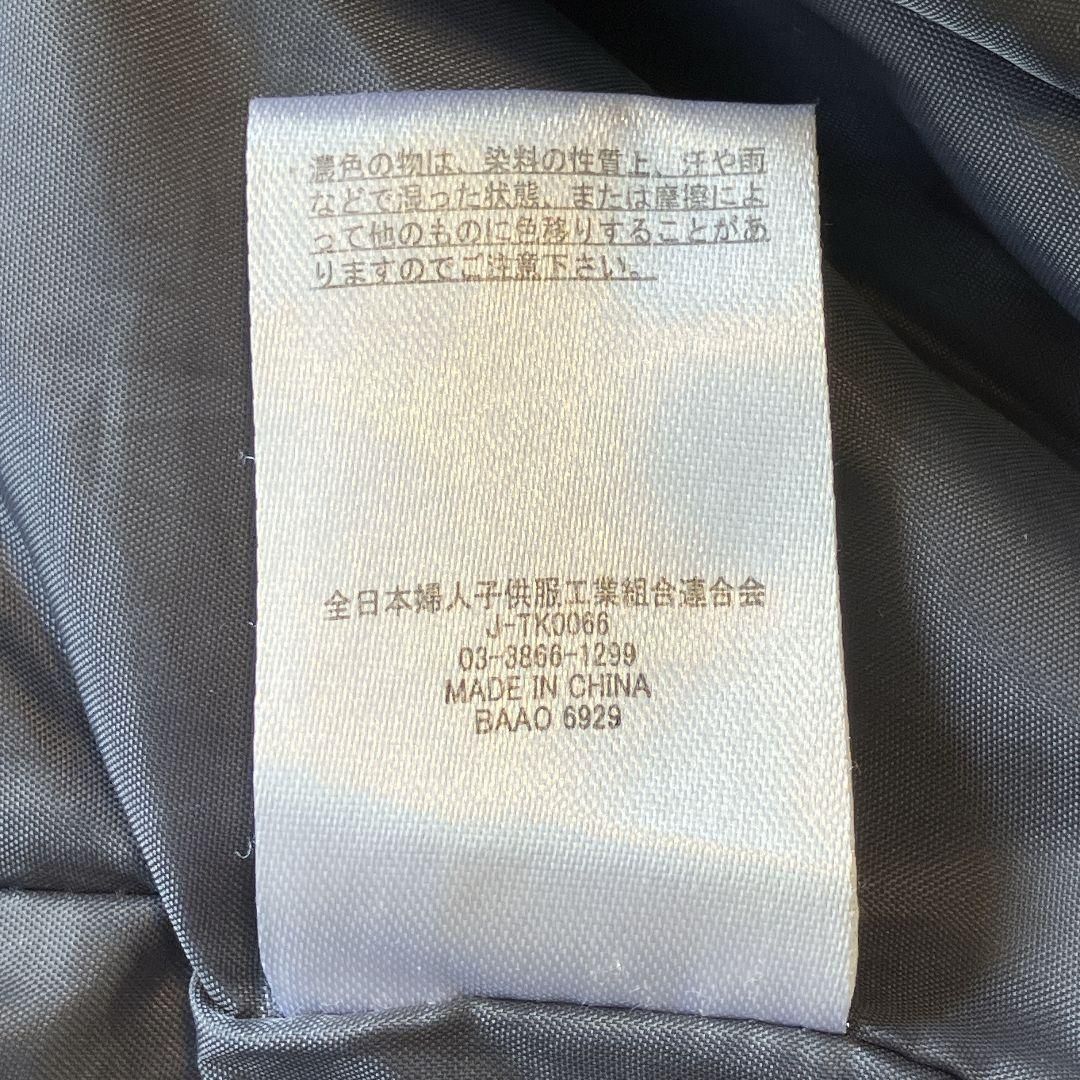 濃色の物は、染料の性質上、汗や雨
などで湿った状態、または摩擦によ
って他のものに色移りすることがあ
りますのでご注意下さい。
全日本婦人子供服工業組合連合会
J-TK0066
03-3866-1299
MADE IN CHINA
BAAO 6929